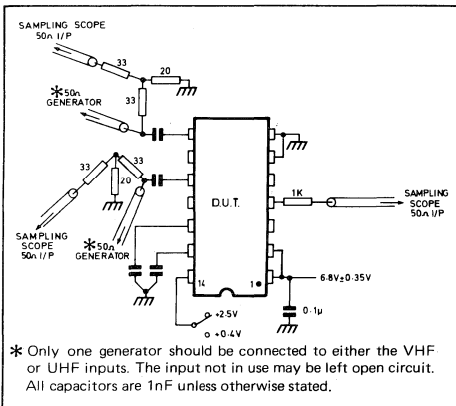 SAMPLING SCOPE
50Ω I/P
33
20
33
*50Ω
GENERATOR
33
33
20
D.U.T.
1K
SAMPLING
SCOPE
50Ω I/P
SAMPLING
SCOPE
50Ω I/P
*50Ω
GENERATOR
14
1
6.8V±0.35V
0.1μ
+2.5V
+0.4V
* Only one generator should be connected to either the VHF
or UHF inputs. The input not in use may be left open circuit.
All capacitors are 1nF unless otherwise stated.